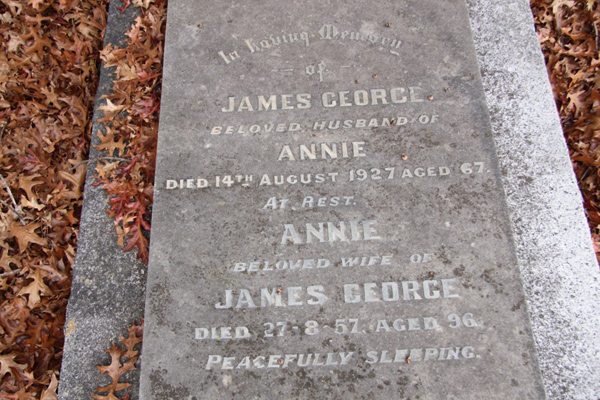 In Loving Memory
of
JAMES GEORGE
BELOVED HUSBAND OF
ANNIE
DIED 14TH AUGUST 1927 AGED 67.
AT REST.
ANNIE
BELOVED WIFE OF
JAMES GEORGE
DIED 27-8-57. AGED 96.
PEACEFULLY SLEEPING.